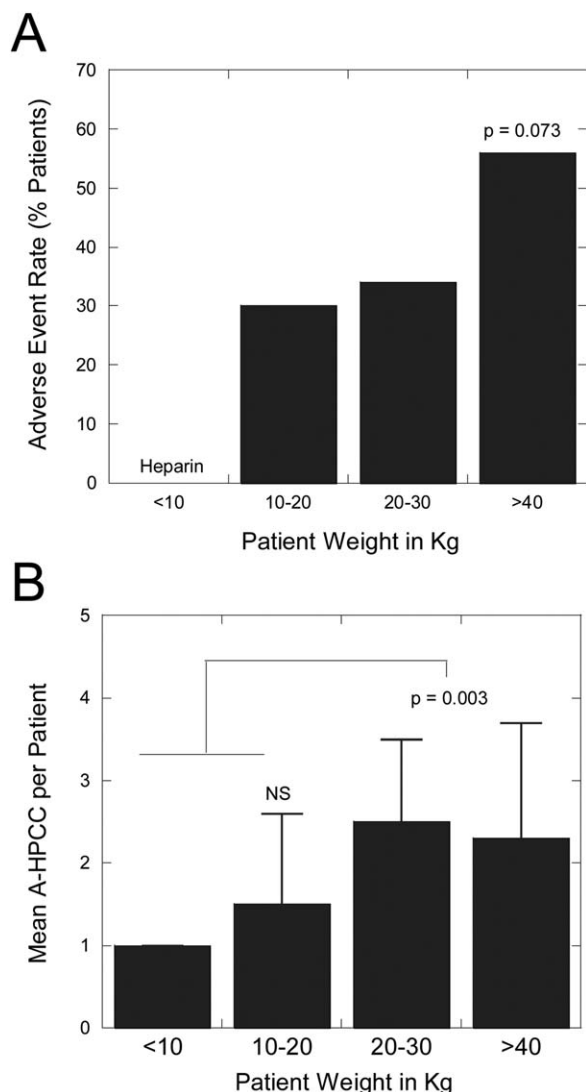 A
Adverse Event Rate (% Patients)
70
60
50
40
30
20
10
0
p = 0.073
Heparin
<10 10-20 20-30 >40
Patient Weight in Kg
B
Mean A-HPCC per Patient
5
4
3
2
1
0
p = 0.003
NS
<10 10-20 20-30 >40
Patient Weight in Kg